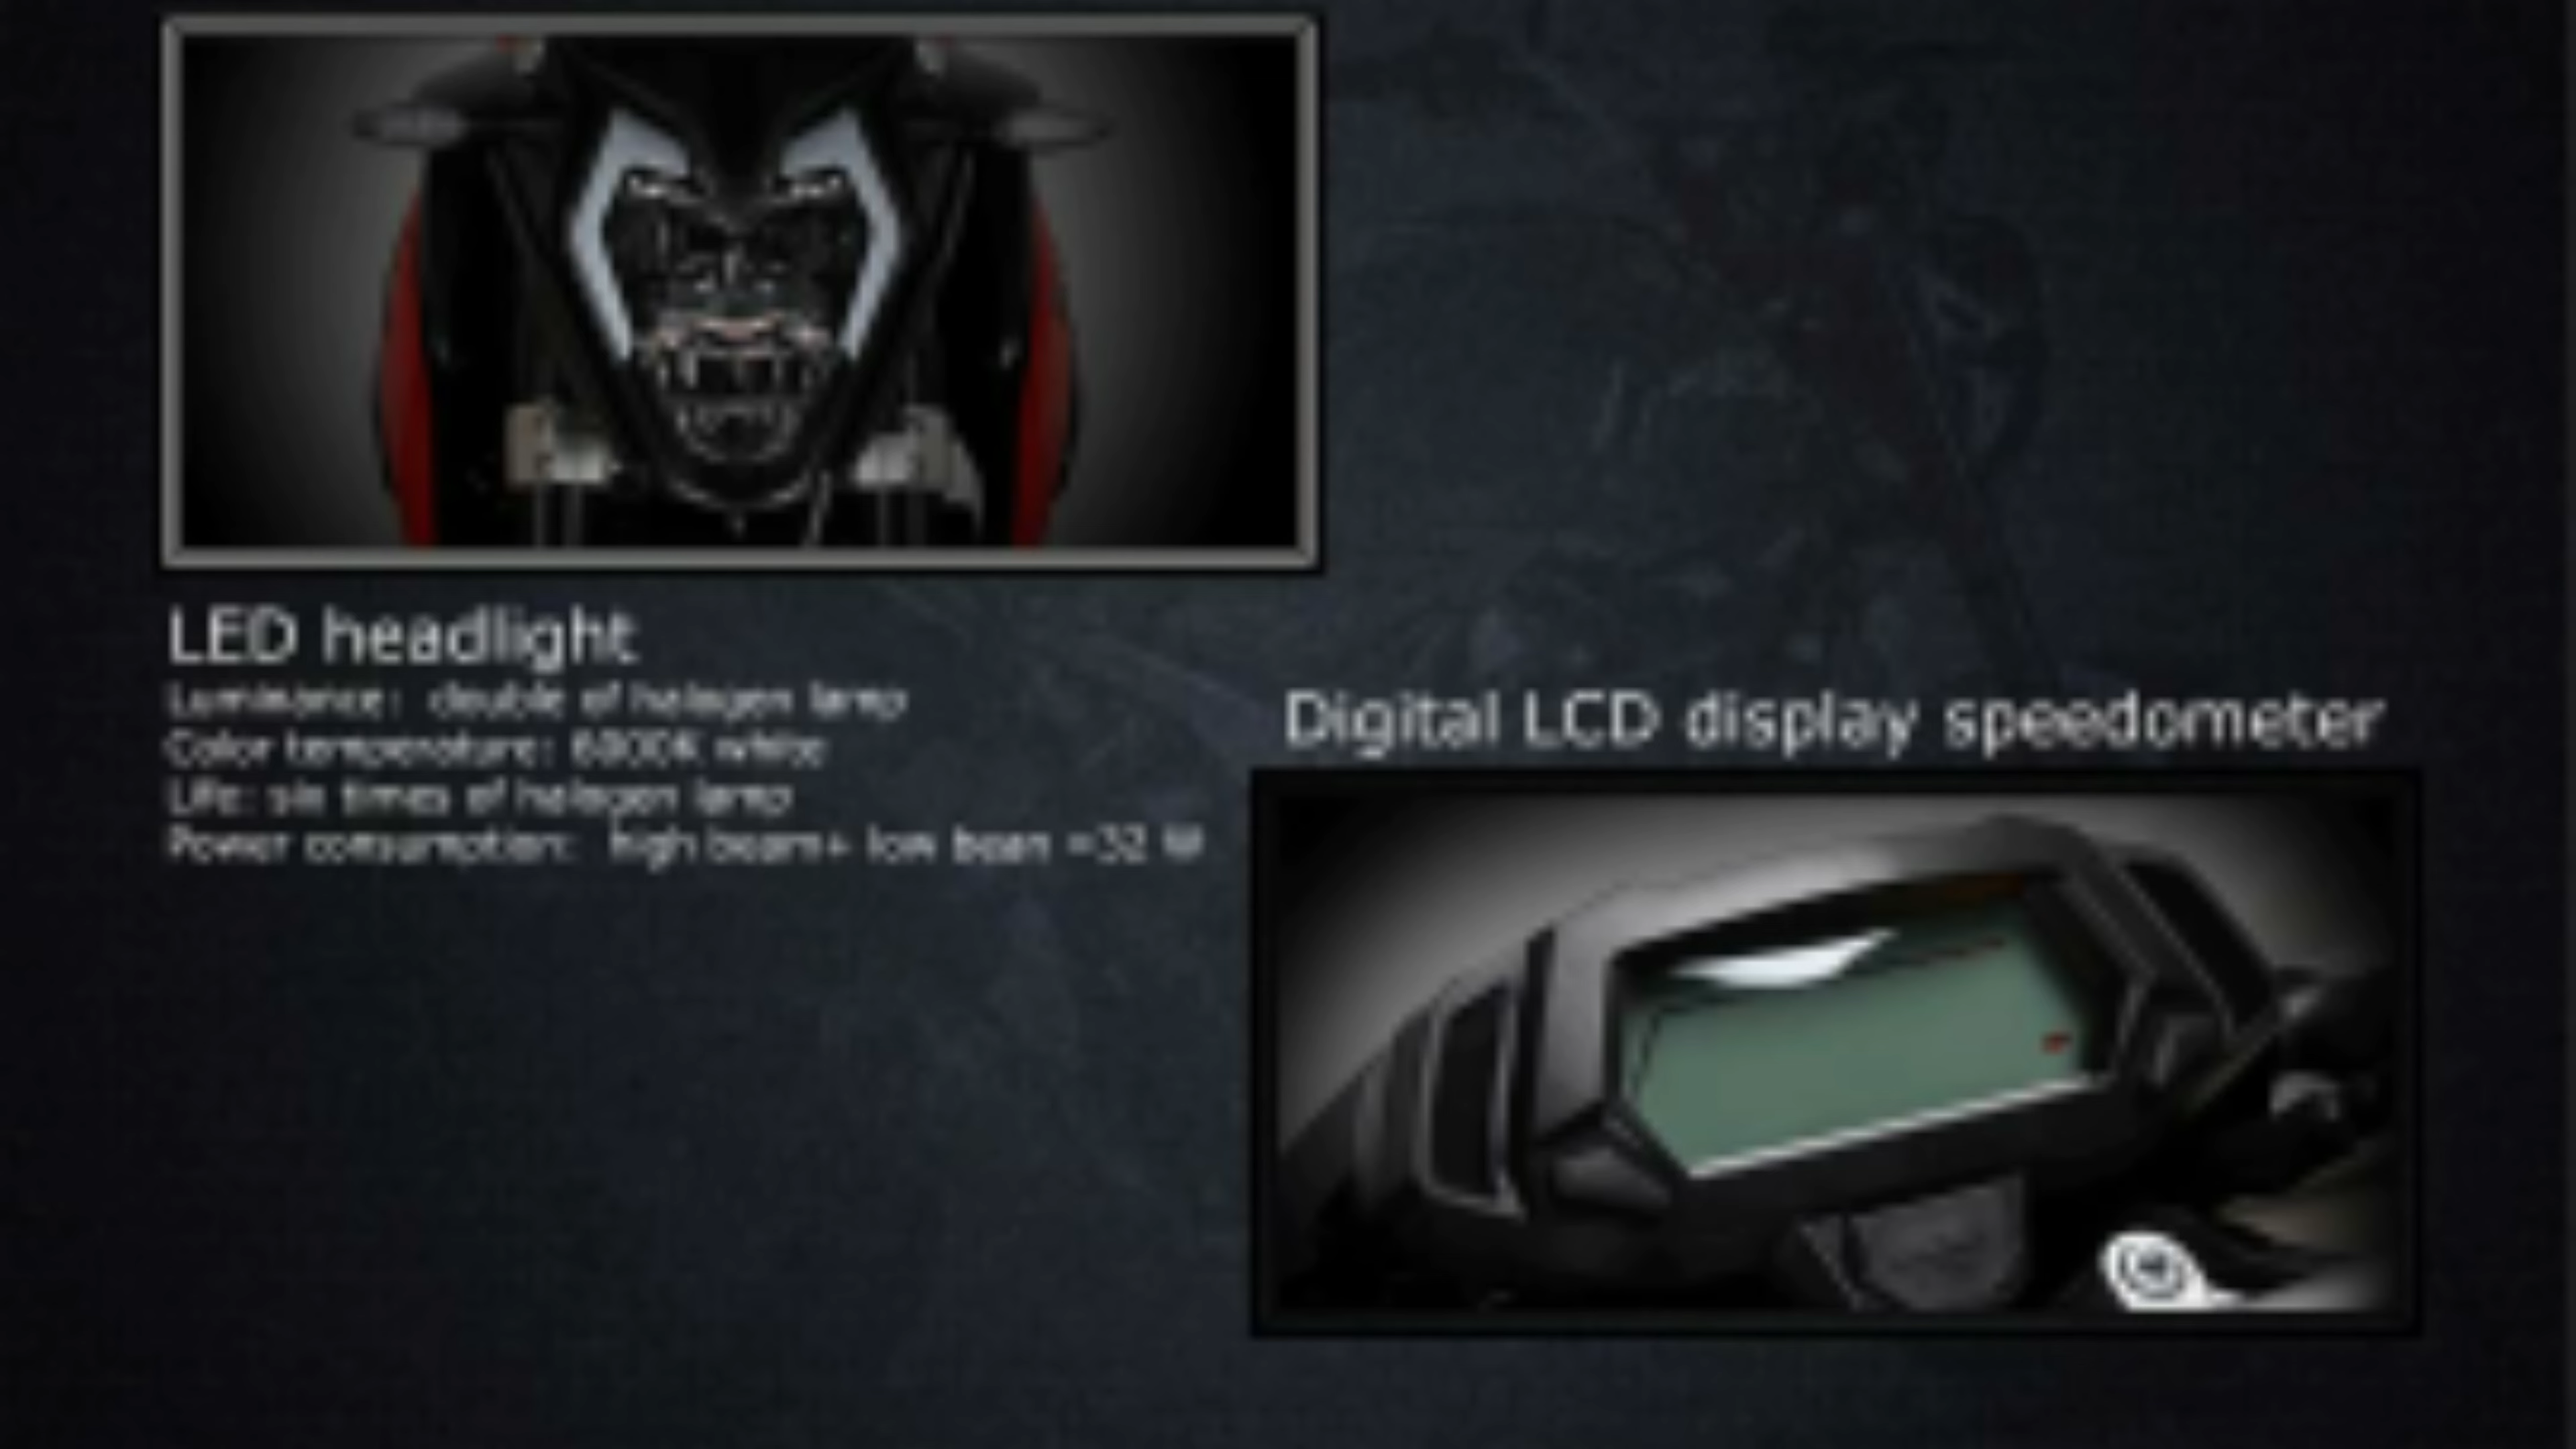 LED headlight
Luminance: double of halogen lamp
Color temperature: 6000K white
Life: six times of halogen lamp
Power consumption: high beam+ low bean =32 W
Digital LCD display speedometer